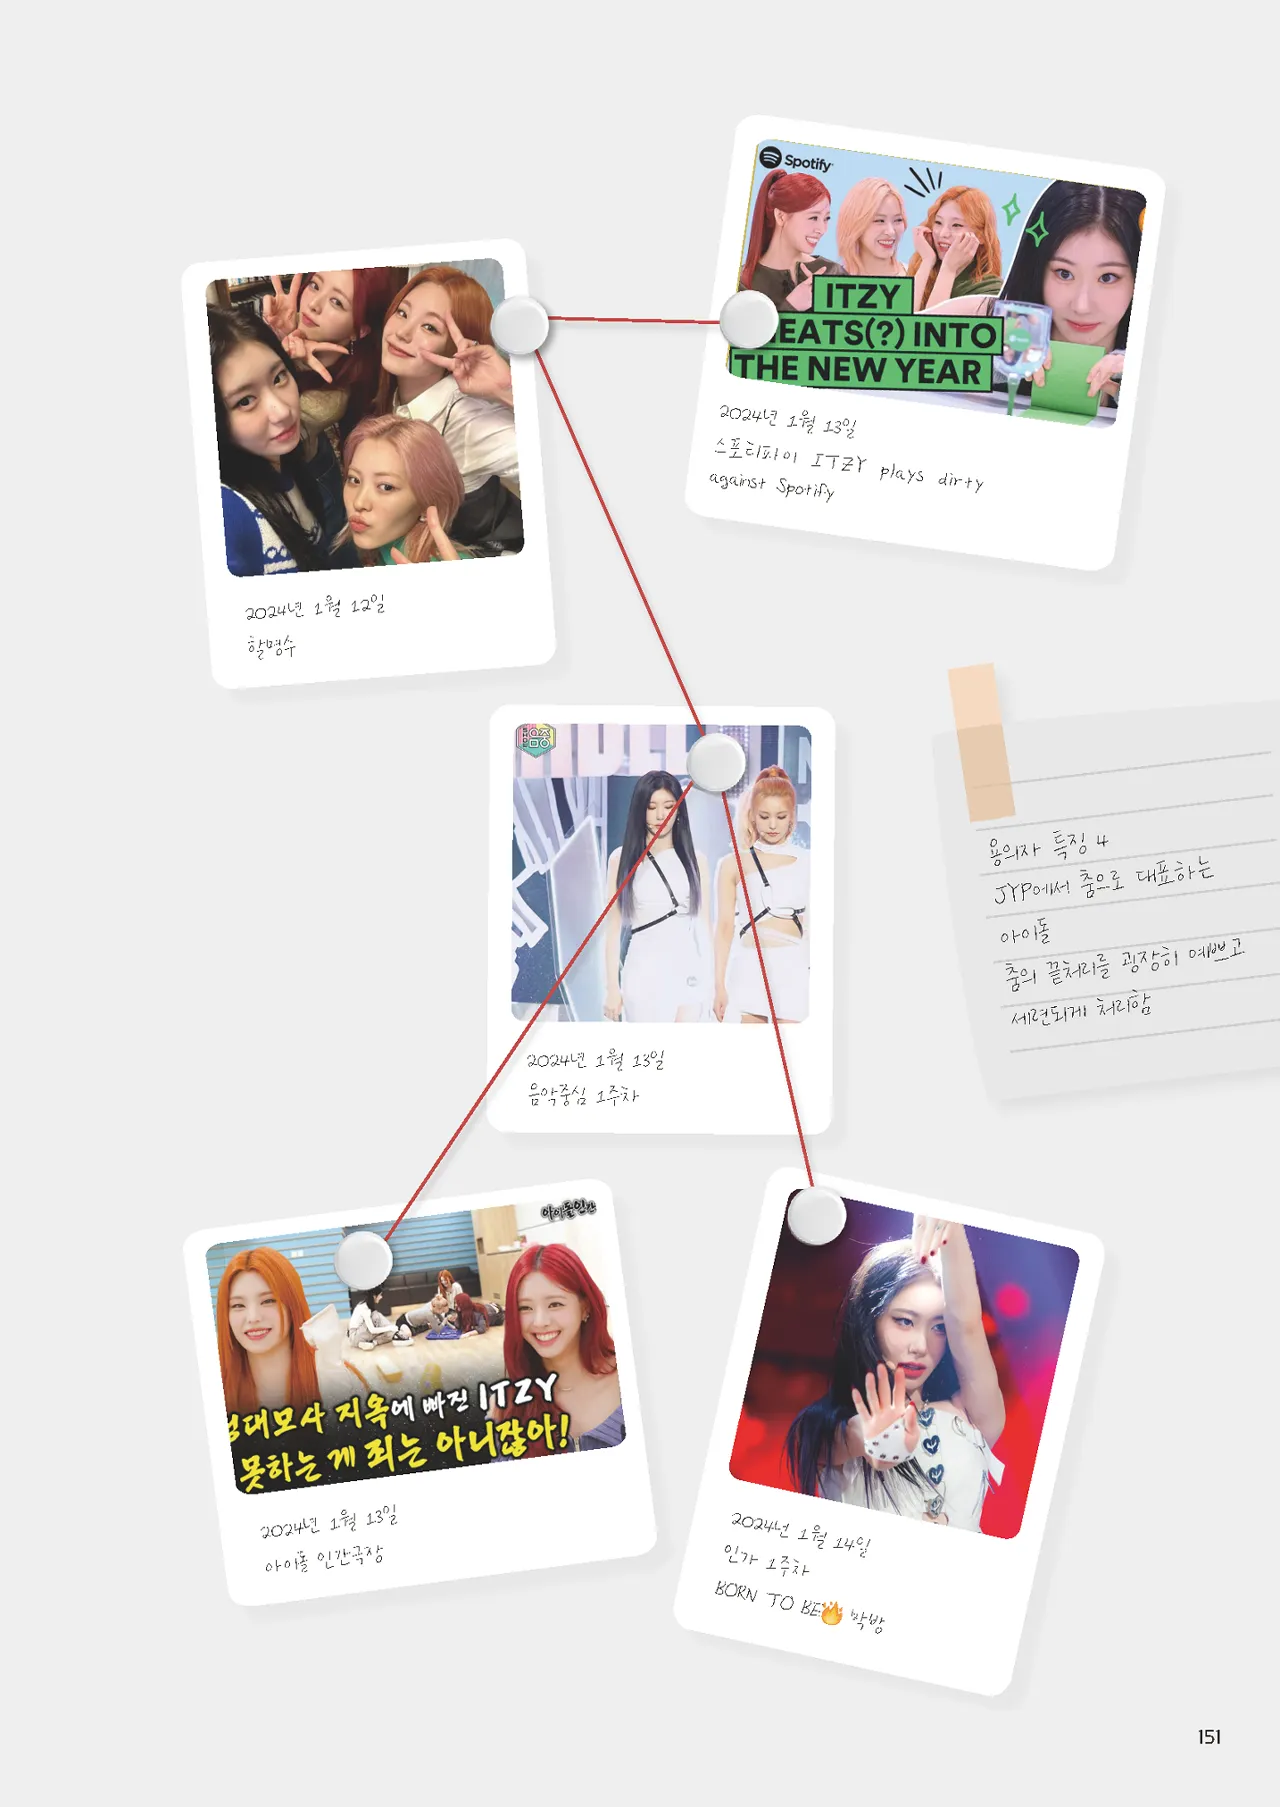 Spotify
ITZY
EATS(?) INTO
THE NEW YEAR
2024년 1월 13일
스포티파이 ITZY plays dirty
against Spotify
2024년 1월 12일
할명수
음중
2024년 1월 13일
음악중심 1주차
용의자 특징 4
JYP에서 춤으로 대표하는
아이돌
춤의 끝처리를 굉장히 예쁘고
세련되게 처리함
아이돌인간
성대모사 지옥에 빠진 ITZY
못하는 게 죄는 아니잖아!
2024년 1월 13일
아이돌 인간극장
2024년 1월 14일
인가 1주차
BORN TO BE🔥 막방
151